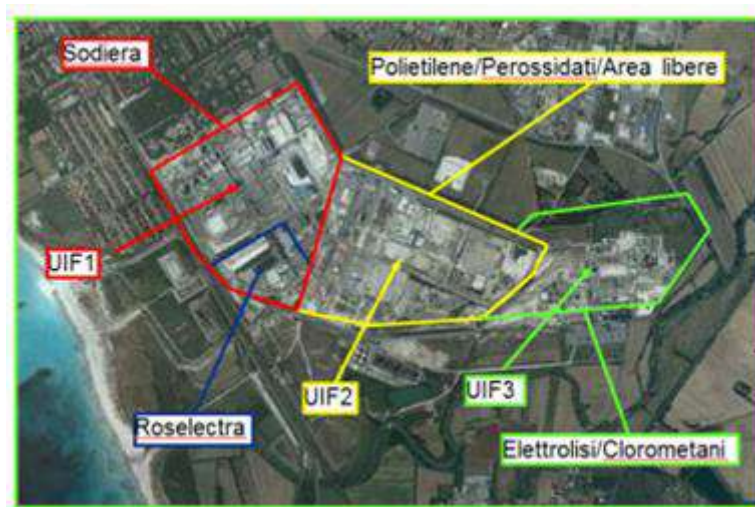 Sodiera
Polietilene/Perossidati/Area libere
UIF1
UIF2
UIF3
Roselectra
Elettrolisi/Clorometani